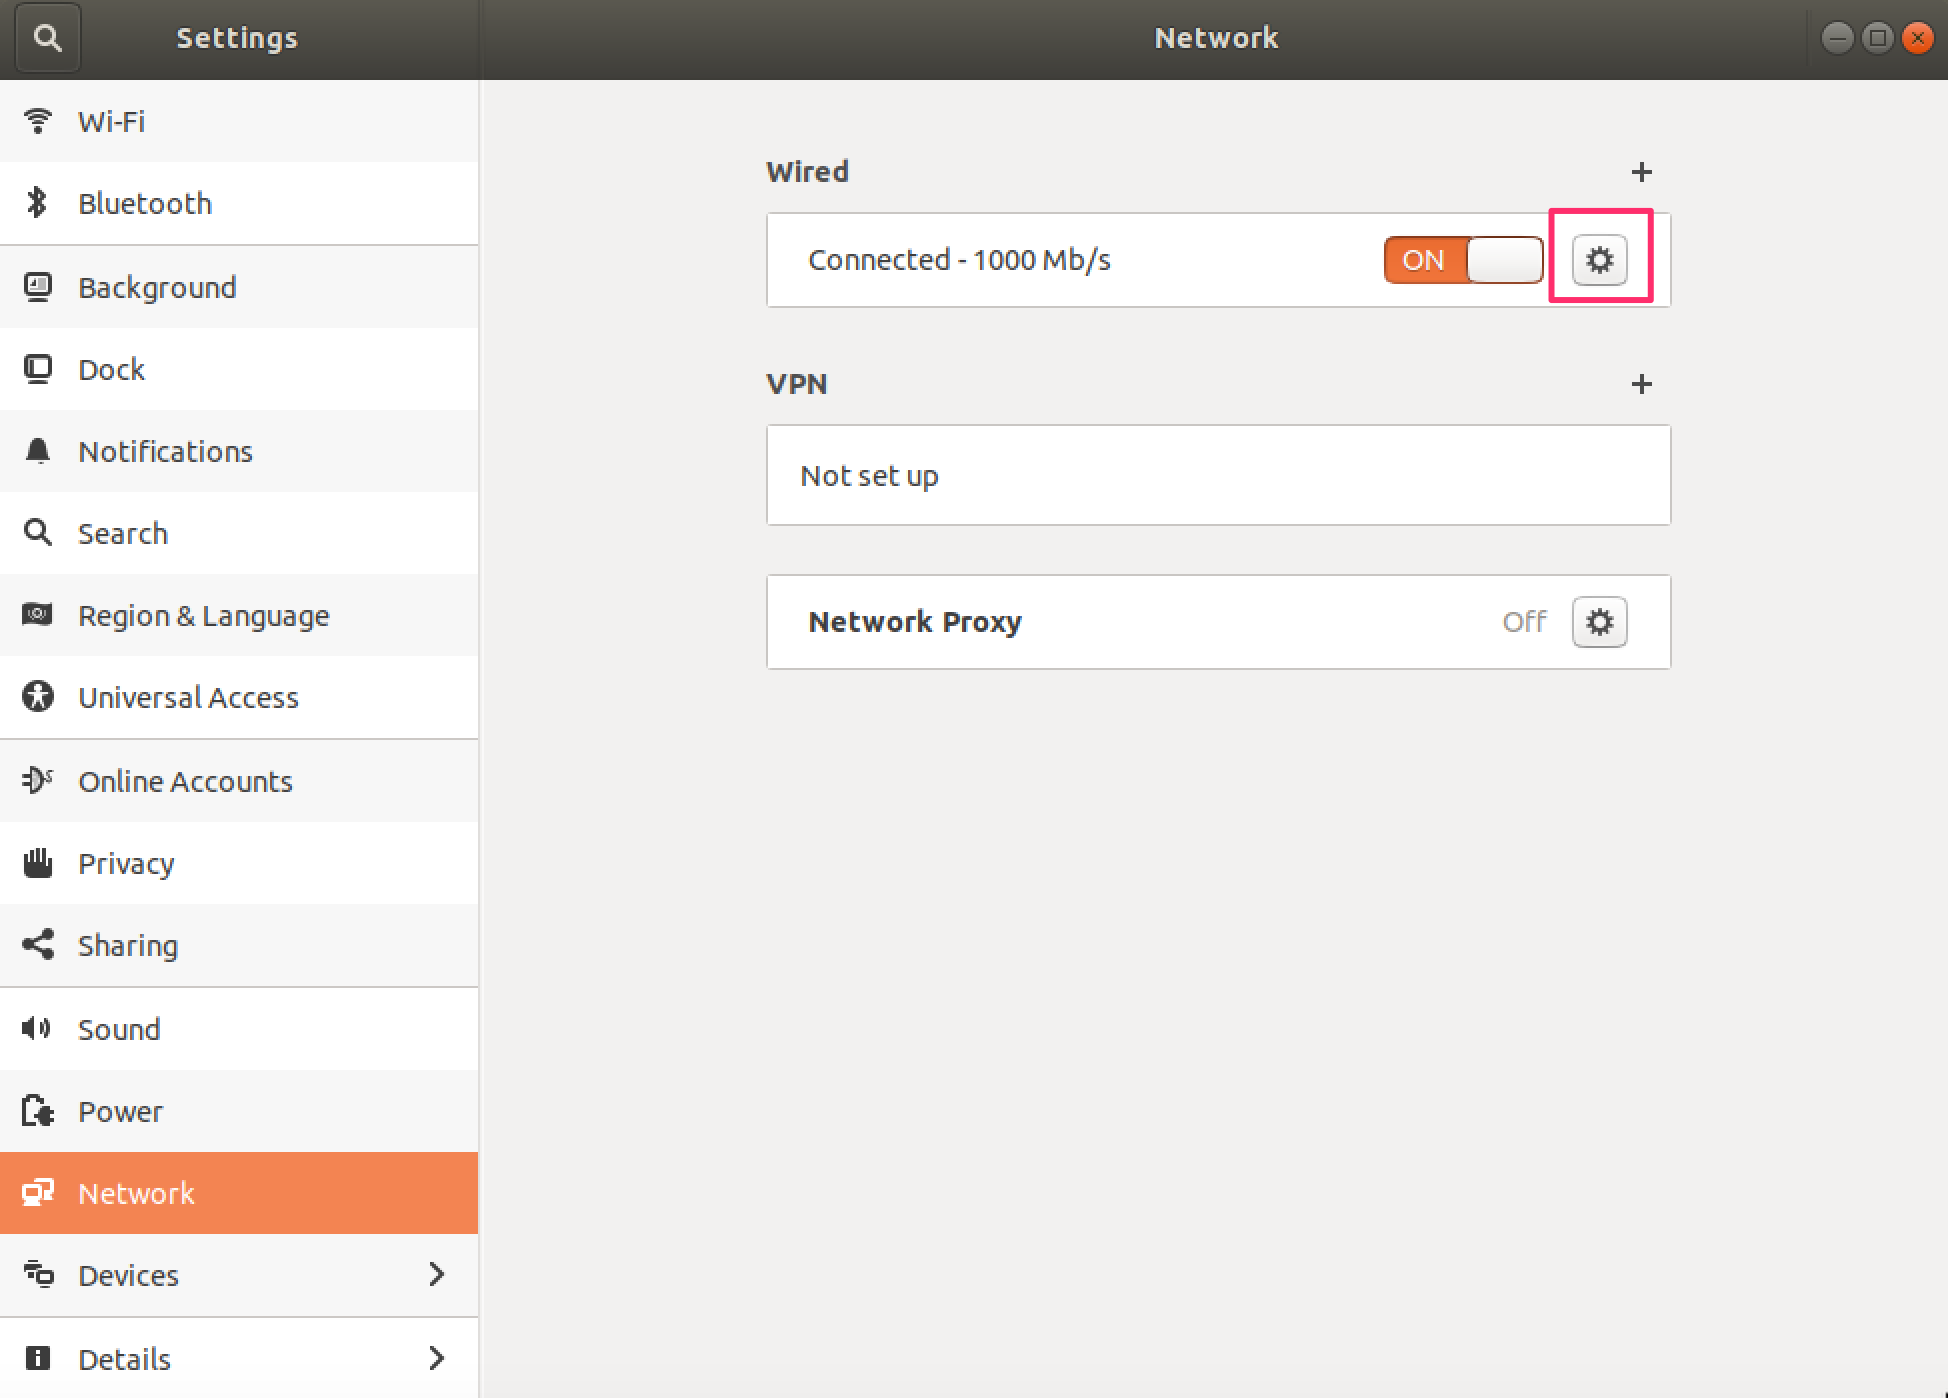 Settings
Network
Wi-Fi
Bluetooth
Background
Dock
Notifications
Search
Region & Language
Universal Access
Online Accounts
Privacy
Sharing
Sound
Power
Network
Devices
Details
Wired
Connected - 1000 Mb/s
ON
VPN
Not set up
Network Proxy
Off